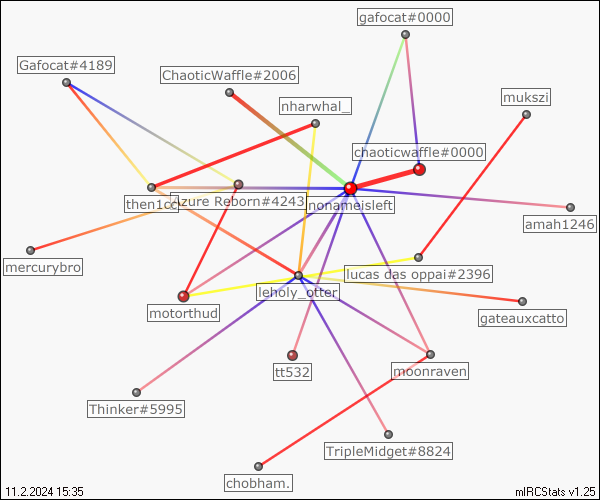 gafocat#0000
Gafocat#4189
ChaoticWaffle#2006
mukszi
nharwhal_
chaoticwaffle#0000
then1cc
Azure Reborn#4243
nonameisleft
amah1246
mercurybro
lucas das oppai#2396
leholy_otter
motorthud
gateauxcatto
tt532
moonraven
Thinker#5995
TripleMidget#8824
chobham.
11.2.2024 15:35
mIRCStats v1.25